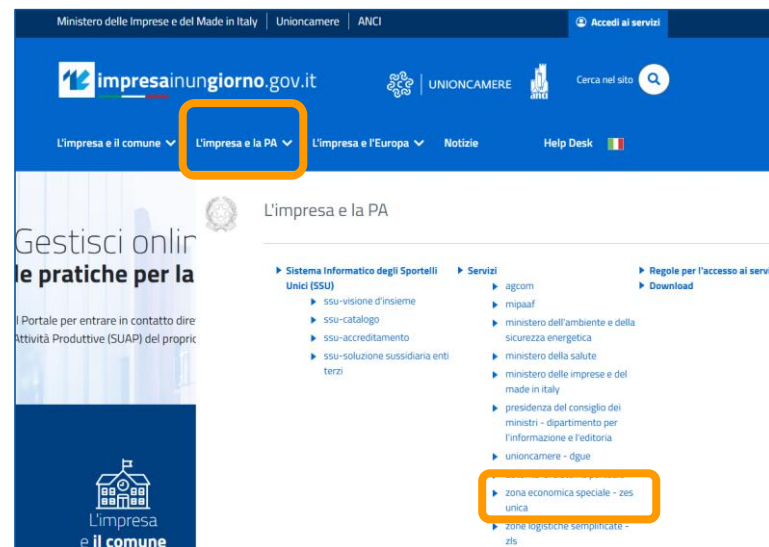 Ministero delle Imprese e del Made in Italy | Unioncamere | ANCI
Accedi ai servizi
impresainungiorno.gov.it
UNIONCAMERE
anci
Cerca nel sito
L'impresa e il comune
L'impresa e la PA
L'impresa e l'Europa
Notizie
Help Desk
L'impresa e la PA
Gestisci onlin
le pratiche per la
l Portale per entrare in contatto dire
Attività Produttive (SUAP) del propric
Sistema Informatico degli Sportelli
Unici (SSU)
ssu-visione d'insieme
ssu-catalogo
ssu-accreditamento
ssu-soluzione sussidiaria enti
terzi
Servizi
agcom
mipaaf
ministero dell'ambiente e della
sicurezza energetica
ministero della salute
ministero delle imprese e del
made in italy
presidenza del consiglio dei
ministri - dipartimento per
l'informazione e l'editoria
unioncamere - dgue
zona economica speciale - zes
unica
zone logistiche semplificate -
zls
Regole per l'accesso ai servi
Download
L'impresa
e il comune